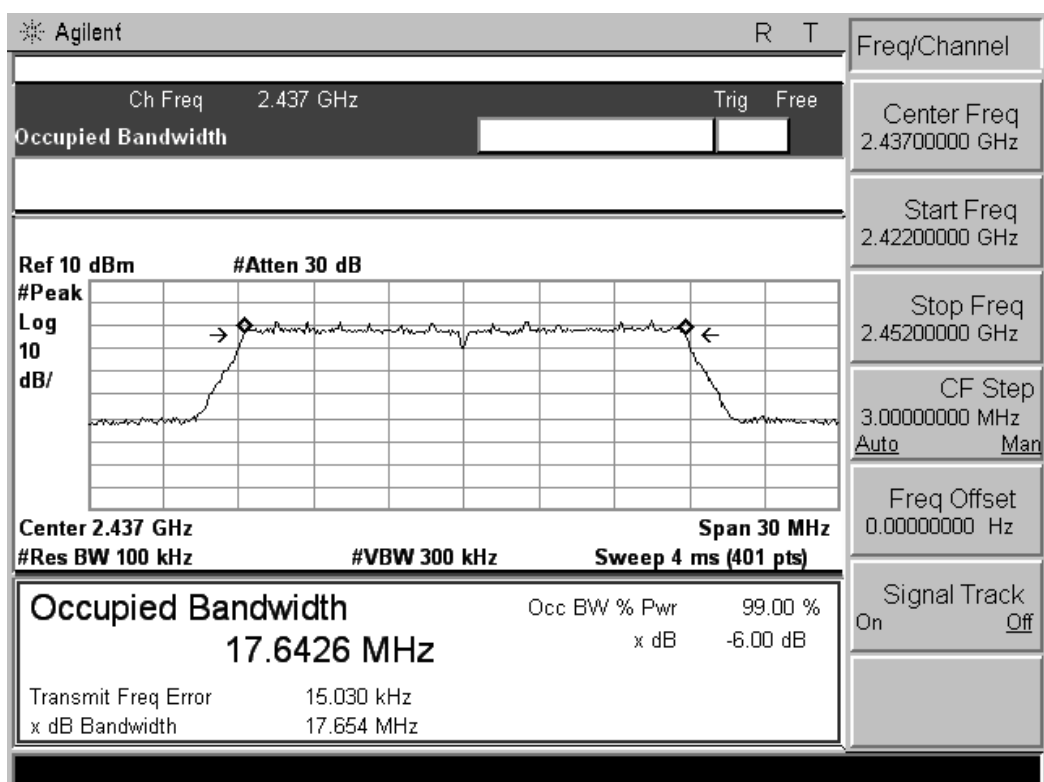 Agilent R T
Ch Freq 2.437 GHz Trig Free
Occupied Bandwidth
Ref 10 dBm #Atten 30 dB
#Peak
Log
10
dB/
Center 2.437 GHz Span 30 MHz
#Res BW 100 kHz #VBW 300 kHz Sweep 4 ms (401 pts)
Occupied Bandwidth
17.6426 MHz
Occ BW % Pwr 99.00 %
x dB -6.00 dB
Transmit Freq Error 15.030 kHz
x dB Bandwidth 17.654 MHz
Freq/Channel
Center Freq
2.43700000 GHz
Start Freq
2.42200000 GHz
Stop Freq
2.45200000 GHz
CF Step
3.00000000 MHz
Auto Man
Freq Offset
0.00000000 Hz
Signal Track
On Off